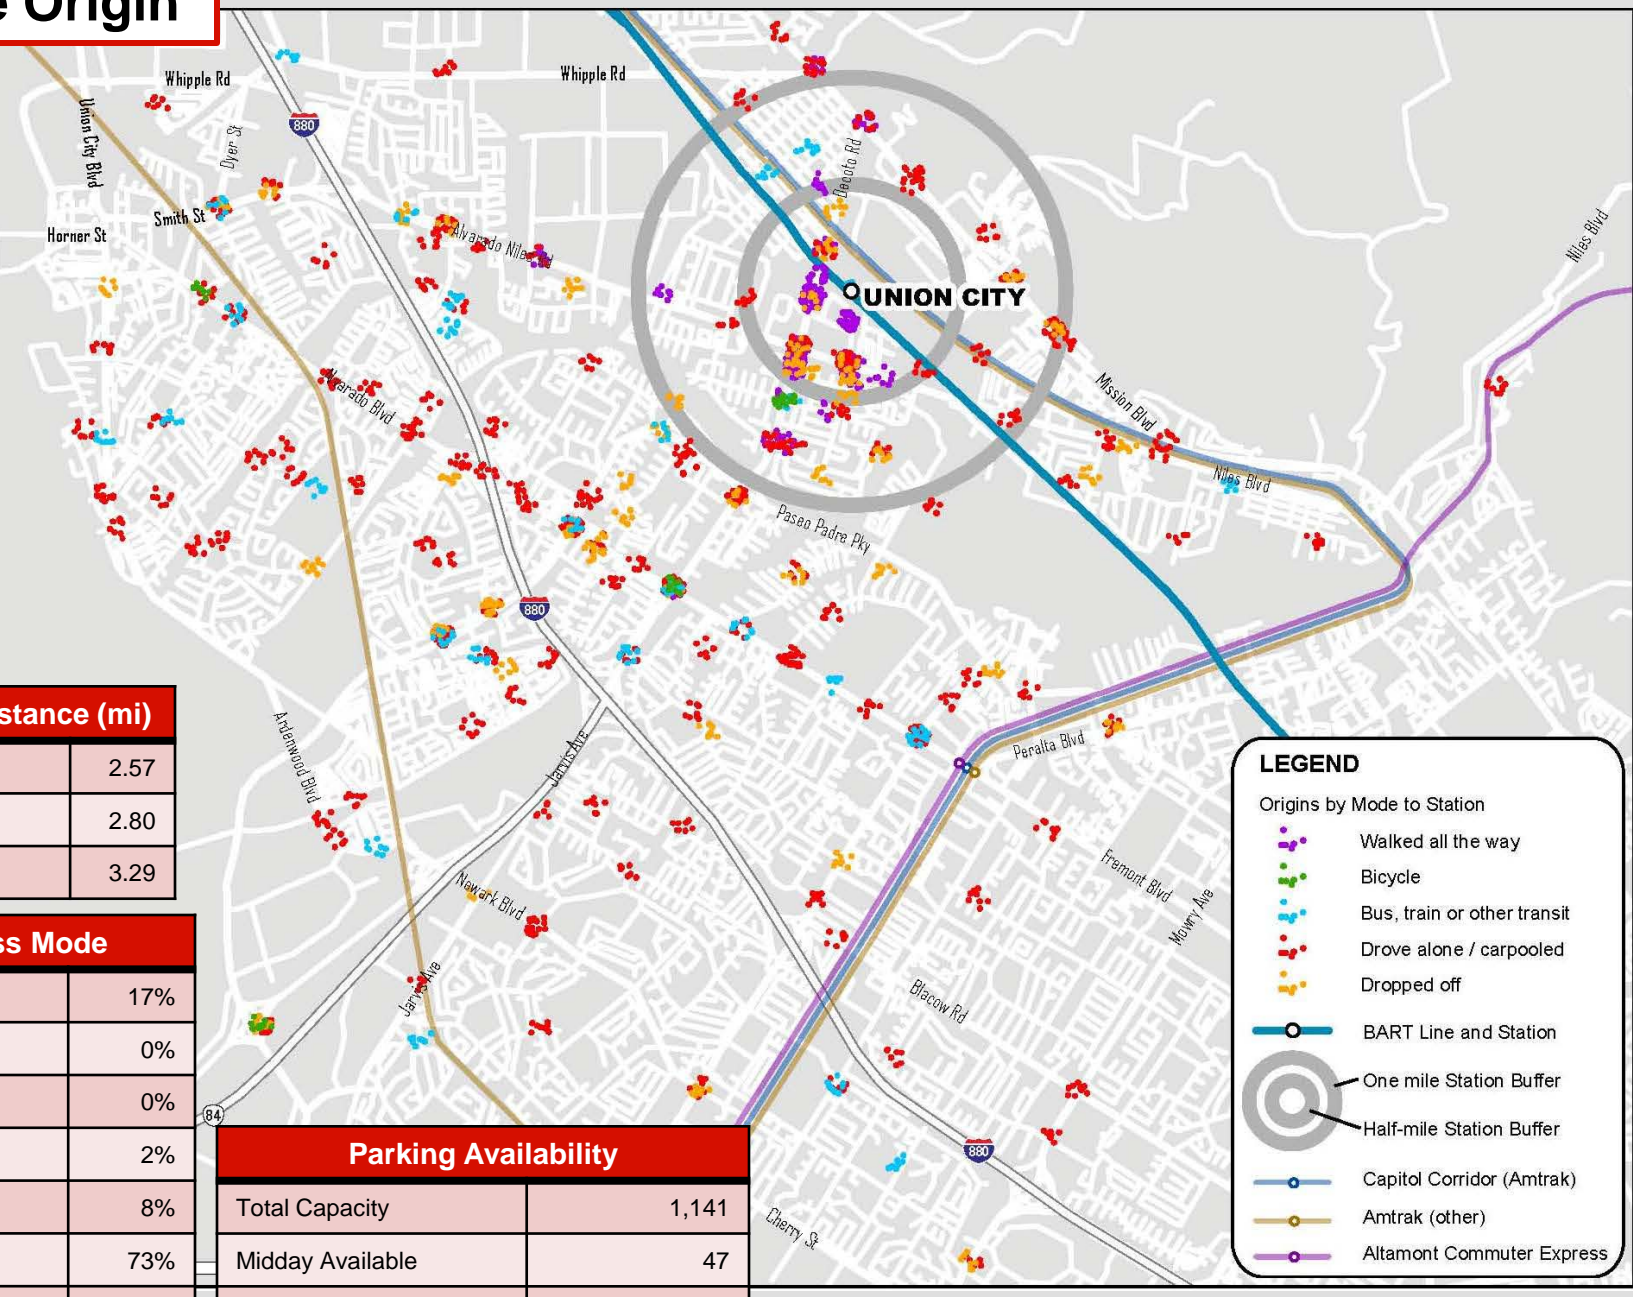 e Origin
Whipple Rd
Whipple Rd
880
Union City Blvd
Dyer St
Decoto Rd
Smith St
Horner St
Alvarado Niles Rd
Niles Blvd
UNION CITY
Mission Blvd
Alvarado Blvd
Niles Blvd
Paseo Padre Pky
880
stance (mi)
2.57
2.80
3.29
Ardenwood Blvd
Jarvis Ave
Peralta Blvd
Newark Blvd
Fremont Blvd
Mowry Ave
Jarvis Ave
Blacow Rd
84
880
Cherry St
ss Mode
17%
0%
0%
2%
8%
73%
Parking Availability
Total Capacity 1,141
Midday Available 47
LEGEND
Origins by Mode to Station
Walked all the way
Bicycle
Bus, train or other transit
Drove alone / carpooled
Dropped off
BART Line and Station
One mile Station Buffer
Half-mile Station Buffer
Capitol Corridor (Amtrak)
Amtrak (other)
Altamont Commuter Express